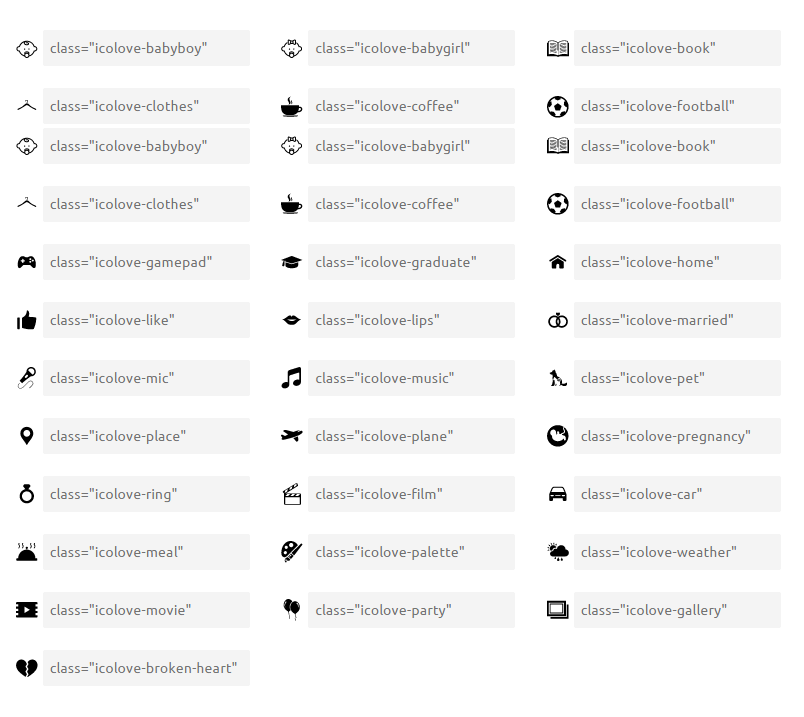 class="icolove-babyboy" class="icolove-babygirl" class="icolove-book"
class="icolove-clothes" class="icolove-coffee" class="icolove-football"
class="icolove-babyboy" class="icolove-babygirl" class="icolove-book"
class="icolove-clothes" class="icolove-coffee" class="icolove-football"
class="icolove-gamepad" class="icolove-graduate" class="icolove-home"
class="icolove-like" class="icolove-lips" class="icolove-married"
class="icolove-mic" class="icolove-music" class="icolove-pet"
class="icolove-place" class="icolove-plane" class="icolove-pregnancy"
class="icolove-ring" class="icolove-film" class="icolove-car"
class="icolove-meal" class="icolove-palette" class="icolove-weather"
class="icolove-movie" class="icolove-party" class="icolove-gallery"
class="icolove-broken-heart"